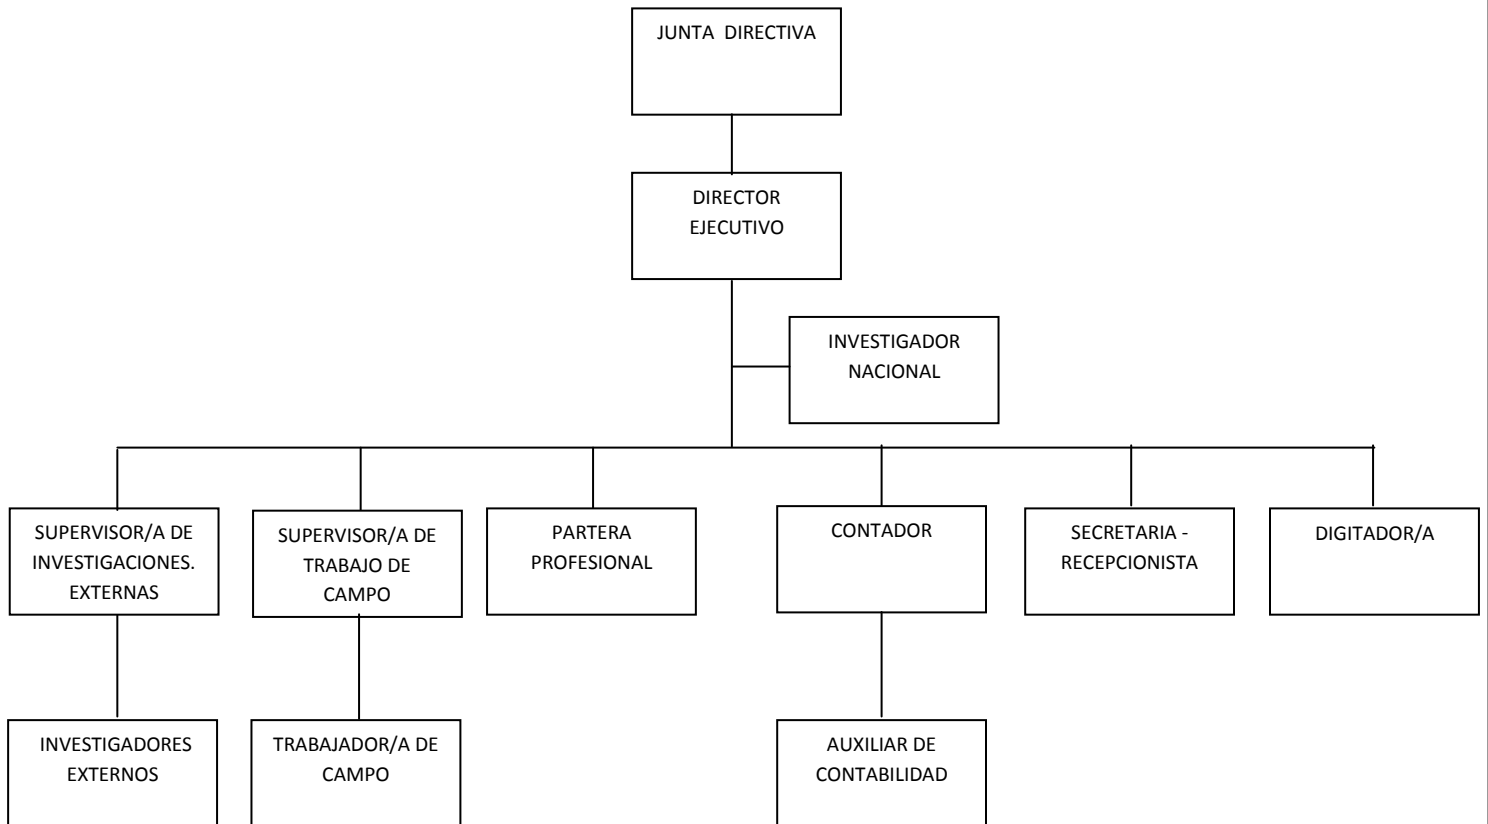 JUNTA DIRECTIVA
DIRECTOR
EJECUTIVO
INVESTIGADOR
NACIONAL
SUPERVISOR/A DE
INVESTIGACIONES.
EXTERNAS
SUPERVISOR/A DE
TRABAJO DE
CAMPO
PARTERA
PROFESIONAL
CONTADOR
SECRETARIA -
RECEPCIONISTA
DIGITADOR/A
INVESTIGADORES
EXTERNOS
TRABAJADOR/A DE
CAMPO
AUXILIAR DE
CONTABILIDAD